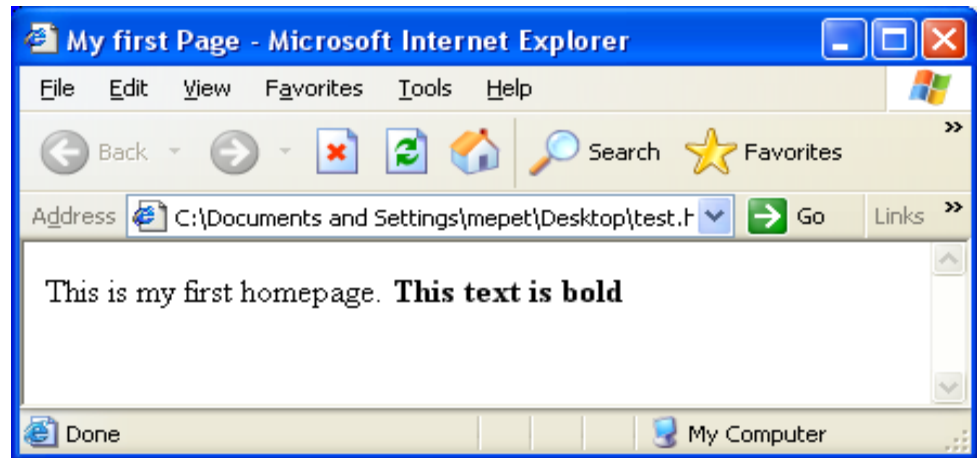 My first Page - Microsoft Internet Explorer
File Edit View Favorites Tools Help
Back Search Favorites »
Address C:\Documents and Settings\mepet\Desktop\test.h Go Links »
This is my first homepage. This text is bold
Done My Computer